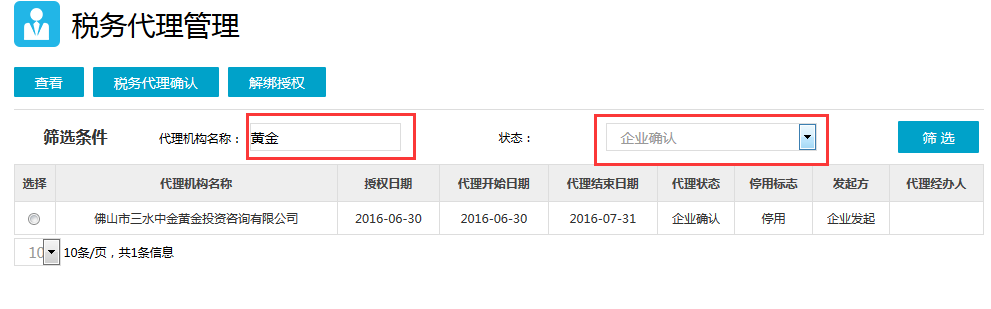 税务代理管理
查看 税务代理确认 解绑授权
筛选条件 代理机构名称： 黄金 状态： 企业确认 筛 选
选择 代理机构名称 授权日期 代理开始日期 代理结束日期 代理状态 停用标志 发起方 代理经办人
佛山市三水中金黄金投资咨询有限公司 2016-06-30 2016-06-30 2016-07-31 企业确认 停用 企业发起
10 10条/页，共1条信息